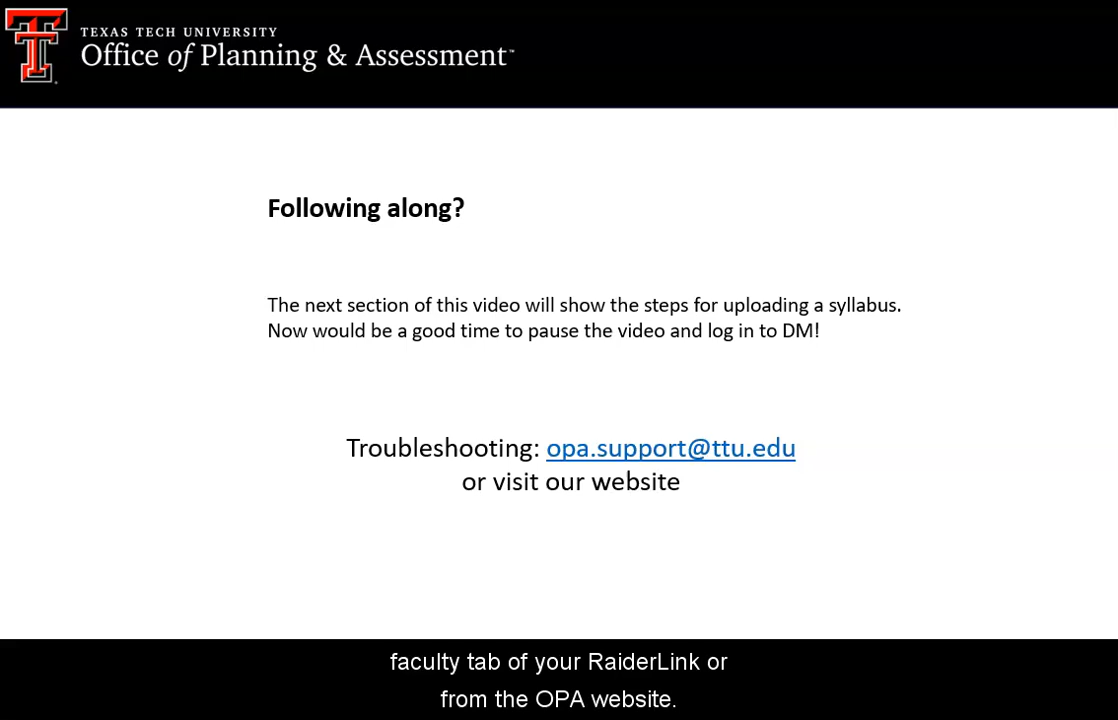 TEXAS TECH UNIVERSITY
Office of Planning & Assessment™
Following along?
The next section of this video will show the steps for uploading a syllabus.
Now would be a good time to pause the video and log in to DM!
Troubleshooting: opa.support@ttu.edu
or visit our website
faculty tab of your RaiderLink or
from the OPA website.